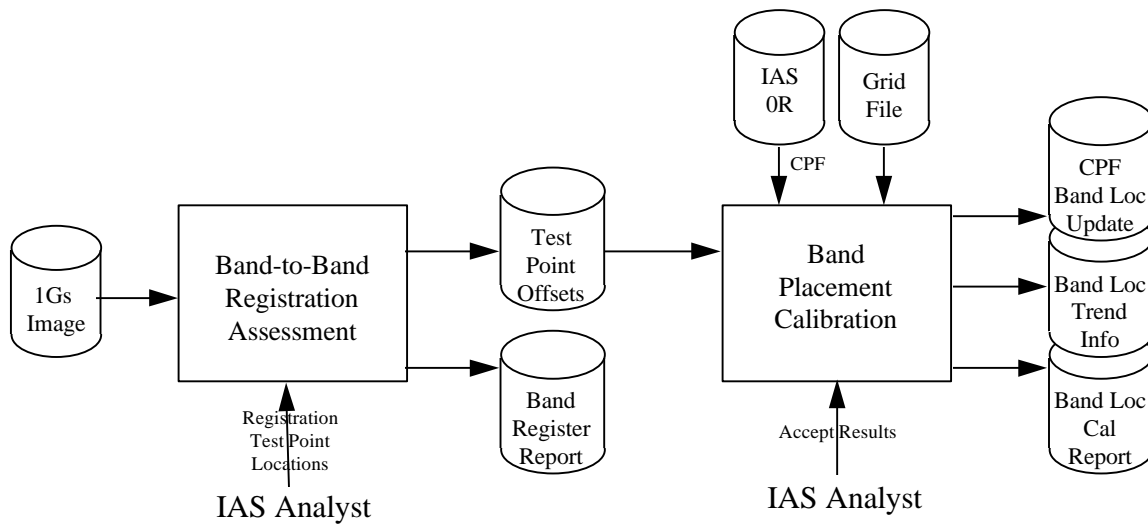 IAS
0R
Grid
File
CPF
CPF
Band Loc
Update
1Gs
Image
Band-to-Band
Registration
Assessment
Test
Point
Offsets
Band
Placement
Calibration
Band Loc
Trend
Info
Band
Register
Report
Band Loc
Cal
Report
Registration
Test Point
Locations
IAS Analyst
Accept Results
IAS Analyst